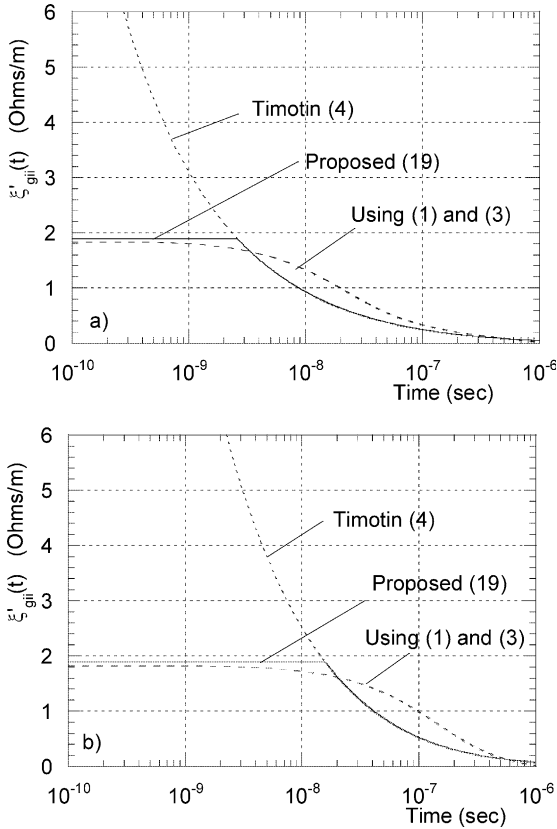 6
5
4
3
2
1
0
ξ'gii(t) (Ohms/m)
Timotin (4)
Proposed (19)
Using (1) and (3)
a)
10-10 10-9 10-8 10-7 10-6
Time (sec)
6
5
4
3
2
1
0
ξ'gii(t) (Ohms/m)
Timotin (4)
Proposed (19)
Using (1) and (3)
b)
10-10 10-9 10-8 10-7 10-6
Time (sec)